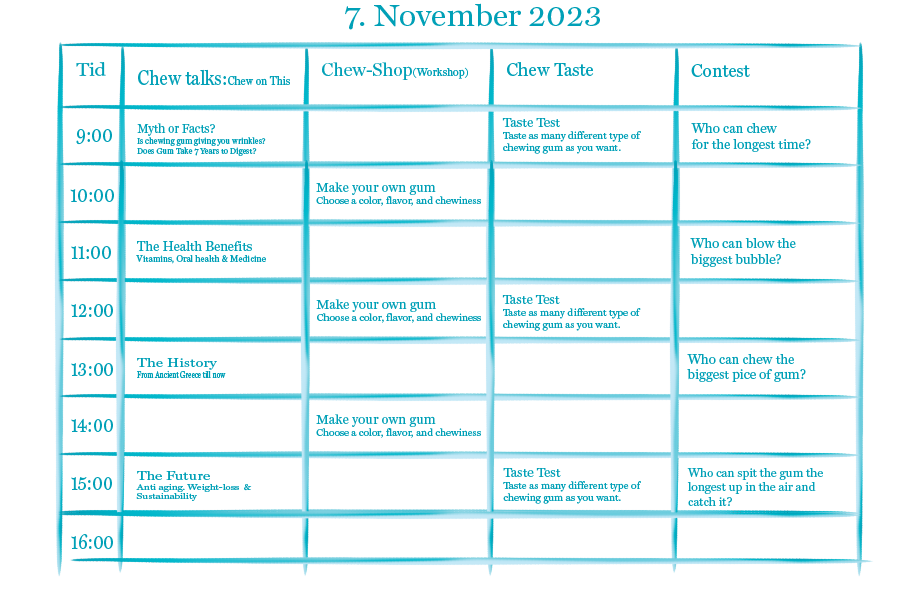 7. November 2023
Tid
Chew talks:Chew on This
Chew-Shop(Workshop)
Chew Taste
Contest
9:00
Myth or Facts?
Is chewing gum giving you wrinkles?
Does Gum Take 7 Years to Digest?
Taste Test
Taste as many different type of
chewing gum as you want.
Who can chew
for the longest time?
10:00
Make your own gum
Choose a color, flavor, and chewiness
11:00
The Health Benefits
Vitamins, Oral health & Medicine
Who can blow the
biggest bubble?
12:00
Make your own gum
Choose a color, flavor, and chewiness
Taste Test
Taste as many different type of
chewing gum as you want.
13:00
The History
From Ancient Greece till now
Who can chew the
biggest pice of gum?
14:00
Make your own gum
Choose a color, flavor, and chewiness
15:00
The Future
Anti aging, Weight-loss &
Sustainability
Taste Test
Taste as many different type of
chewing gum as you want.
Who can spit the gum the
longest up in the air and
catch it?
16:00